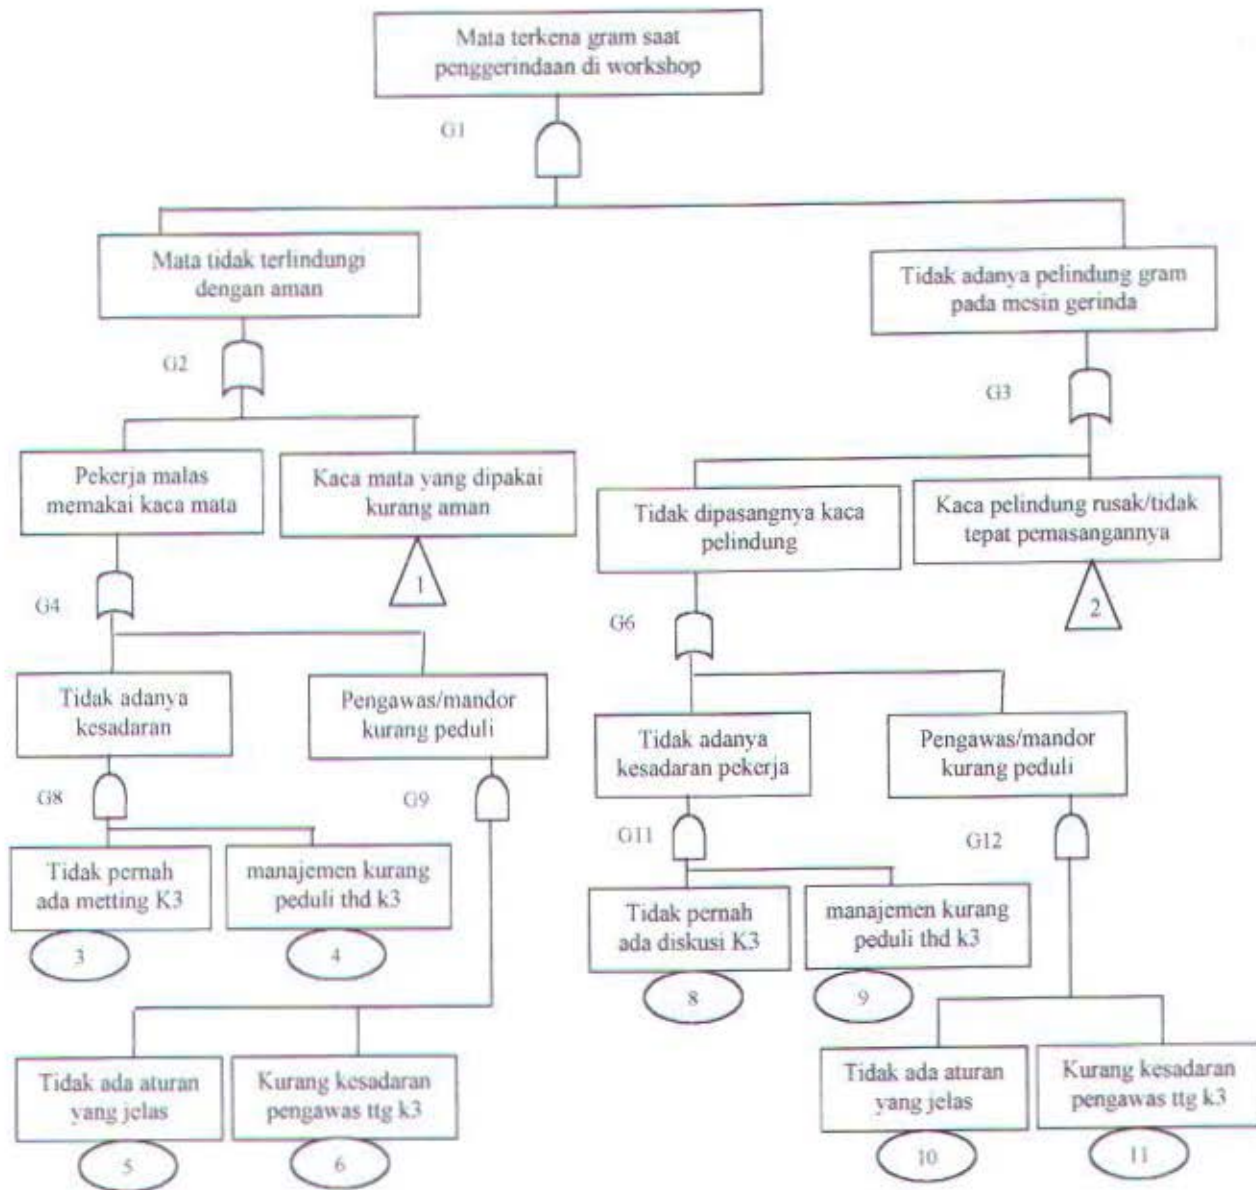 Mata terkena gram saat
penggerindaan di workshop
G1
Mata tidak terlindungi
dengan aman
Tidak adanya pelindung gram
pada mesin gerinda
G2
G3
Pekerja malas
memakai kaca mata
Kaca mata yang dipakai
kurang aman
Tidak dipasangnya kaca
pelindung
Kaca pelindung rusak/tidak
tepat pemasangannya
1
2
G4
G6
Tidak adanya
kesadaran
Pengawas/mandor
kurang peduli
Tidak adanya
kesadaran pekerja
Pengawas/mandor
kurang peduli
G8
G9
G11
G12
Tidak pernah
ada metting K3
manajemen kurang
peduli thd k3
Tidak pernah
ada diskusi K3
manajemen kurang
peduli thd k3
3
4
8
9
Tidak ada aturan
yang jelas
Kurang kesadaran
pengawas ttg k3
Tidak ada aturan
yang jelas
Kurang kesadaran
pengawas ttg k3
5
6
10
11